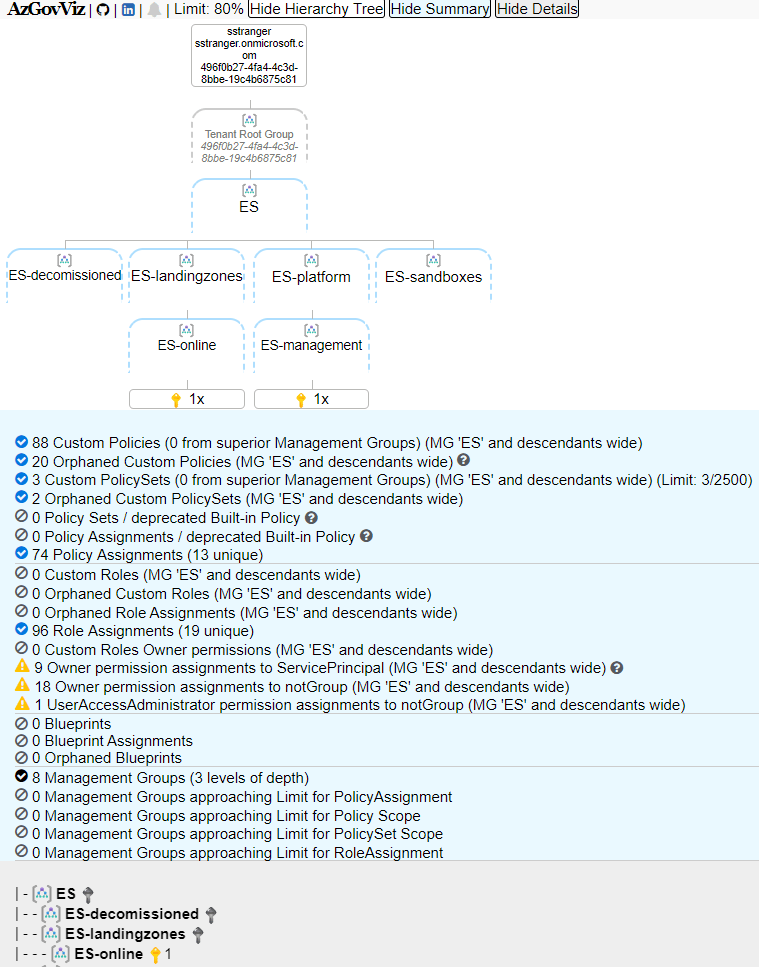 AzGovViz | | | | Limit: 80% Hide Hierarchy Tree Hide Summary Hide Details
sstranger
sstranger.onmicrosoft.c
om
496f0b27-4fa4-4c3d-
8bbe-19c4b6875c81
Tenant Root Group
496f0b27-4fa4-4c3d-
8bbe-19c4b6875c81
ES
ES-decomissioned ES-landingzones ES-platform ES-sandboxes
ES-online ES-management
1x 1x
88 Custom Policies (0 from superior Management Groups) (MG 'ES' and descendants wide)
20 Orphaned Custom Policies (MG 'ES' and descendants wide)
3 Custom PolicySets (0 from superior Management Groups) (MG 'ES' and descendants wide) (Limit: 3/2500)
2 Orphaned Custom PolicySets (MG 'ES' and descendants wide)
0 Policy Sets / deprecated Built-in Policy
0 Policy Assignments / deprecated Built-in Policy
74 Policy Assignments (13 unique)
0 Custom Roles (MG 'ES' and descendants wide)
0 Orphaned Custom Roles (MG 'ES' and descendants wide)
0 Orphaned Role Assignments (MG 'ES' and descendants wide)
96 Role Assignments (19 unique)
0 Custom Roles Owner permissions (MG 'ES' and descendants wide)
9 Owner permission assignments to ServicePrincipal (MG 'ES' and descendants wide)
18 Owner permission assignments to notGroup (MG 'ES' and descendants wide)
1 UserAccessAdministrator permission assignments to notGroup (MG 'ES' and descendants wide)
0 Blueprints
0 Blueprint Assignments
0 Orphaned Blueprints
8 Management Groups (3 levels of depth)
0 Management Groups approaching Limit for PolicyAssignment
0 Management Groups approaching Limit for Policy Scope
0 Management Groups approaching Limit for PolicySet Scope
0 Management Groups approaching Limit for RoleAssignment
| - ES
| - - ES-decomissioned
| - - ES-landingzones
| - - - ES-online 1